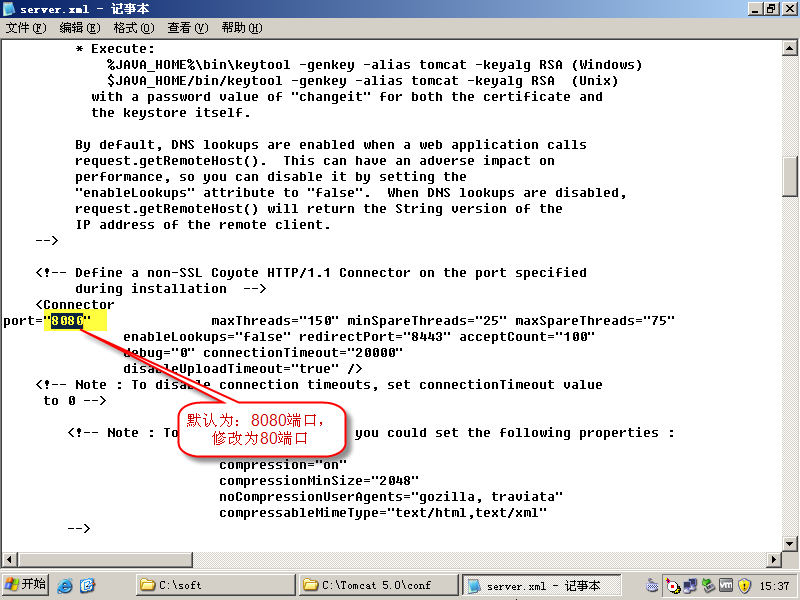 server.xml - 记事本
文件(F) 编辑(E) 格式(O) 查看(V) 帮助(H)
* Execute:
%JAVA_HOME%\bin\keytool -genkey -alias tomcat -keyalg RSA (Windows)
$JAVA_HOME/bin/keytool -genkey -alias tomcat -keyalg RSA  (Unix)
with a password value of "changeit" for both the certificate and
the keystore itself.
By default, DNS lookups are enabled when a web application calls
request.getRemoteHost().  This can have an adverse impact on
performance, so you can disable it by setting the
"enableLookups" attribute to "false".  When DNS lookups are disabled,
request.getRemoteHost() will return the String version of the
IP address of the remote client.
-->
<!-- Define a non-SSL Coyote HTTP/1.1 Connector on the port specified
during installation  -->
<Connector
port="8080" maxThreads="150" minSpareThreads="25" maxSpareThreads="75"
enableLookups="false" redirectPort="8443" acceptCount="100"
debug="0" connectionTimeout="20000"
disableUploadTimeout="true" />
<!-- Note : To disable connection timeouts, set connectionTimeout value
to 0 -->
默认为：8080端口，
修改为80端口
<!-- Note : To you could set the following properties :
compression="on"
compressionMinSize="2048"
noCompressionUserAgents="gozilla, traviata"
compressableMimeType="text/html,text/xml"
-->
开始 C:\soft C:\Tomcat 5.0\conf server.xml - 记事本 15:37